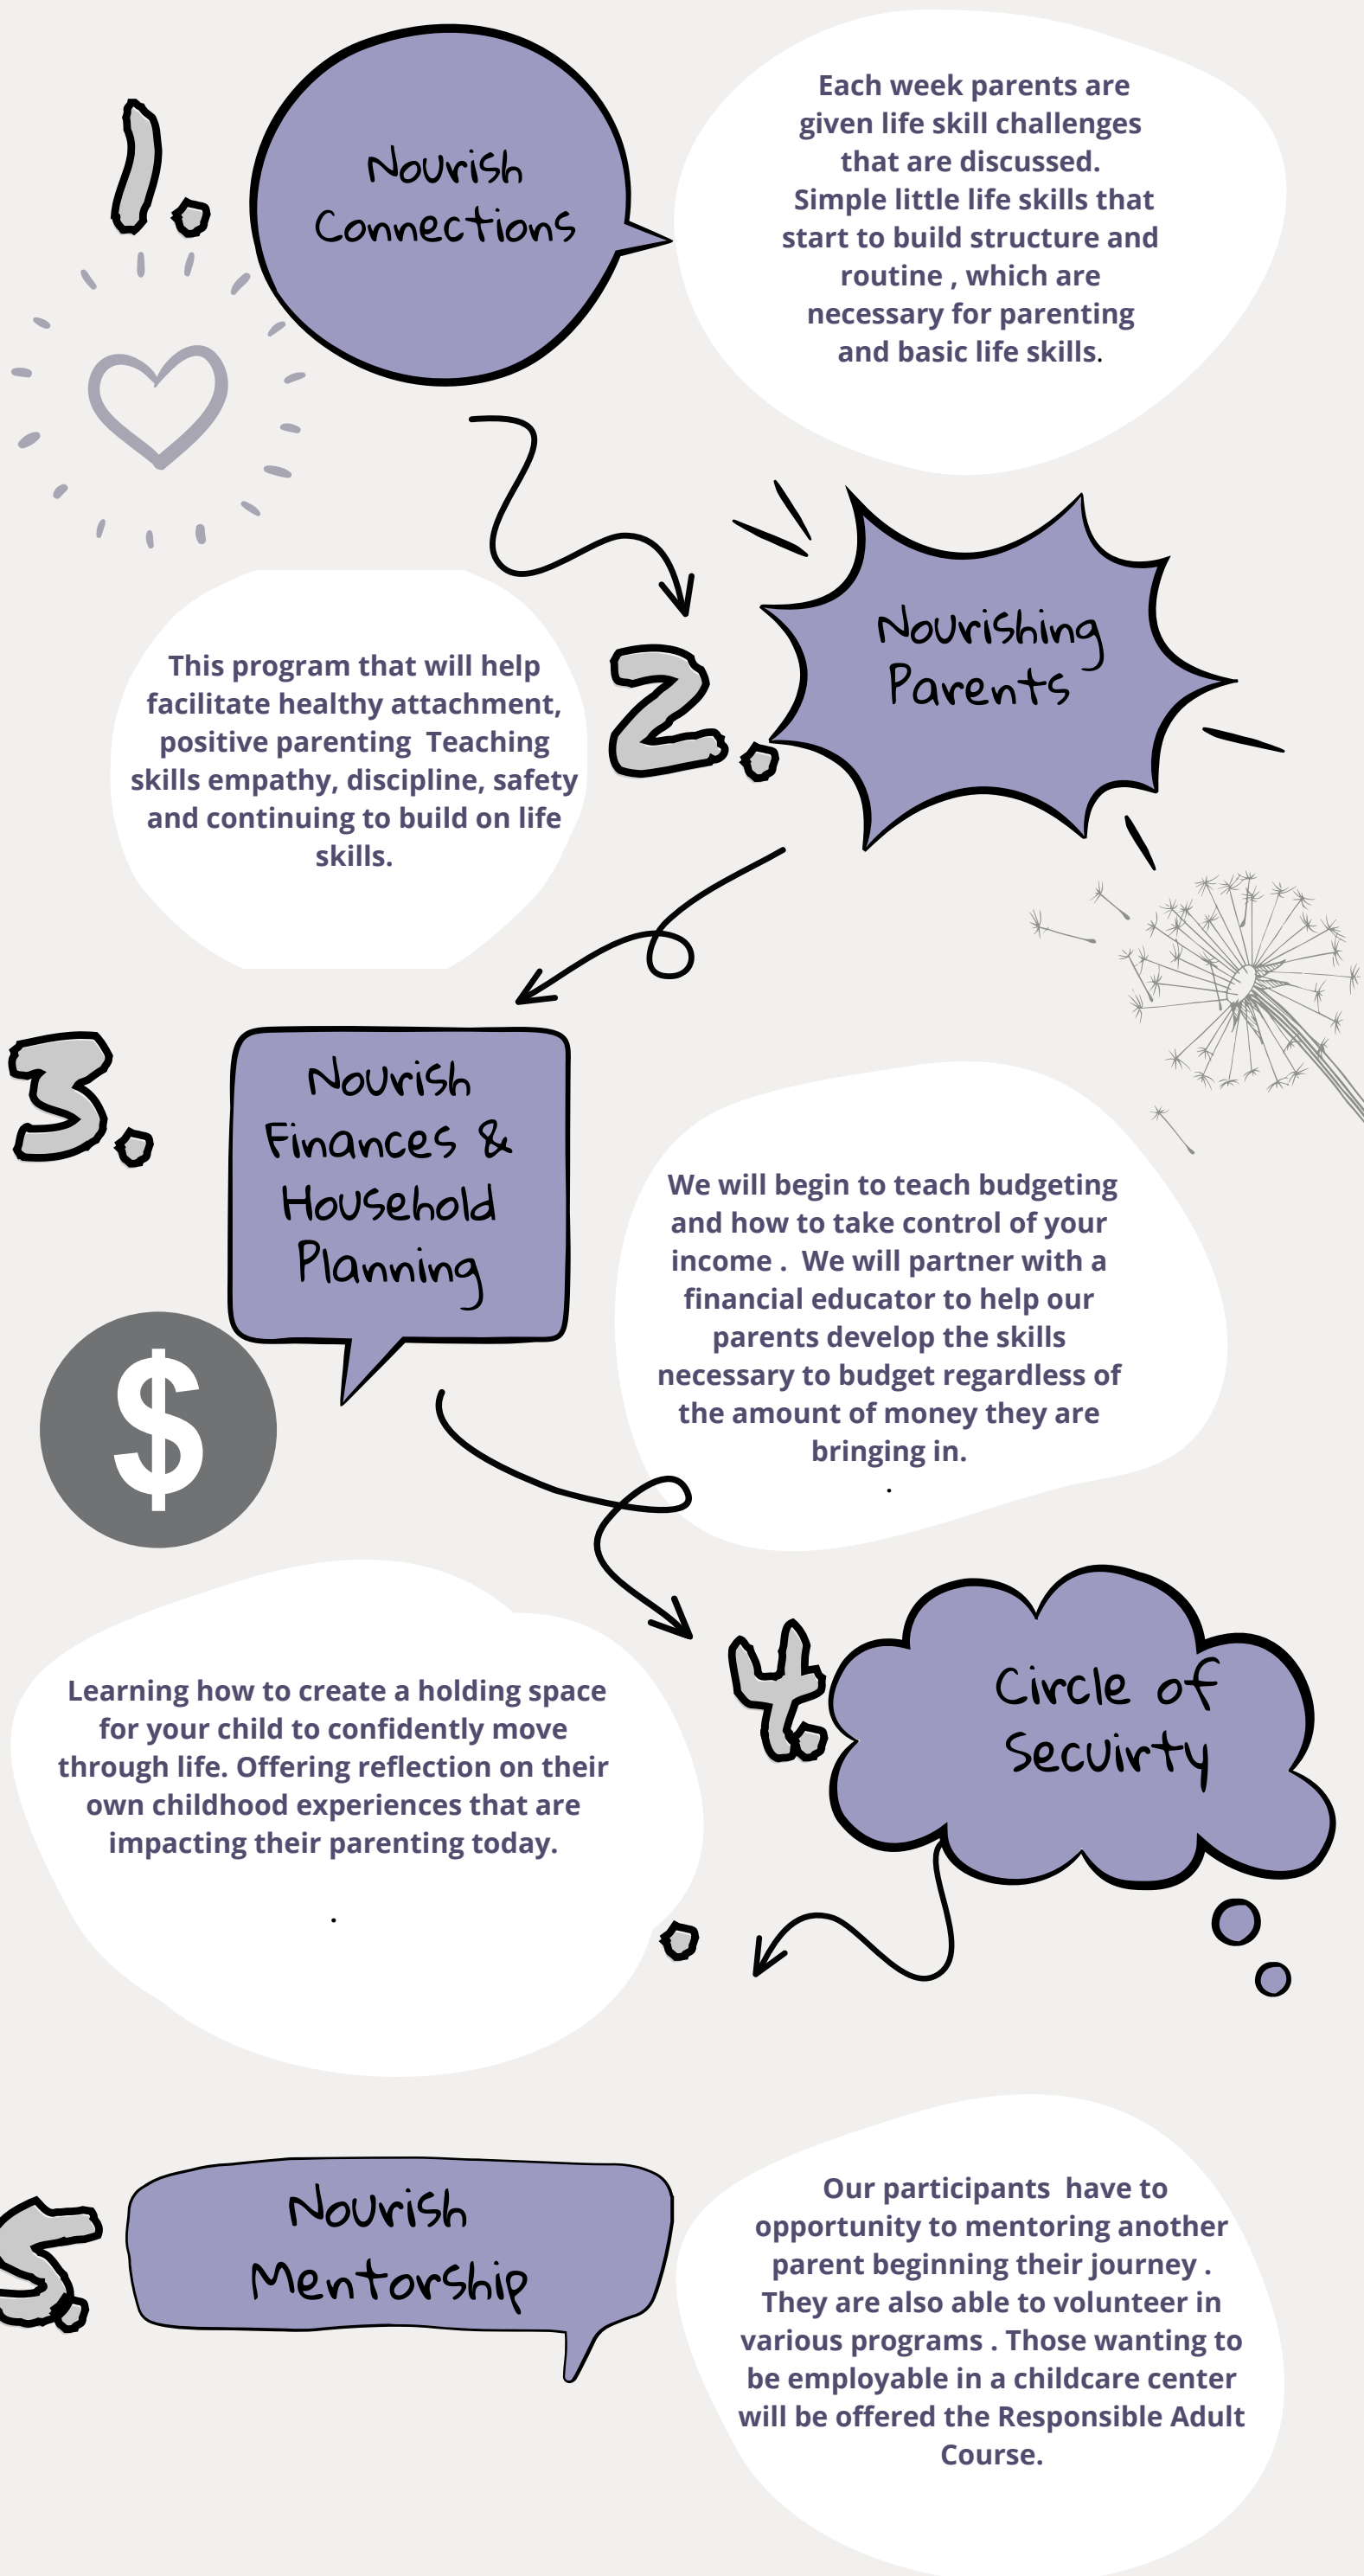 1.
Nourish
Connections
Each week parents are
given life skill challenges
that are discussed.
Simple little life skills that
start to build structure and
routine , which are
necessary for parenting
and basic life skills.
2.
Nourishing
Parents
This program that will help
facilitate healthy attachment,
positive parenting  Teaching
skills empathy, discipline, safety
and continuing to build on life
skills.
3.
Nourish
Finances &
Household
Planning
$
We will begin to teach budgeting
and how to take control of your
income .  We will partner with a
financial educator to help our
parents develop the skills
necessary to budget regardless of
the amount of money they are
bringing in.
.
4.
Circle of
Secuirty
Learning how to create a holding space
for your child to confidently move
through life. Offering reflection on their
own childhood experiences that are
impacting their parenting today.
.
.
5.
Nourish
Mentorship
Our participants  have to
opportunity to mentoring another
parent beginning their journey .
They are also able to volunteer in
various programs . Those wanting to
be employable in a childcare center
will be offered the Responsible Adult
Course.